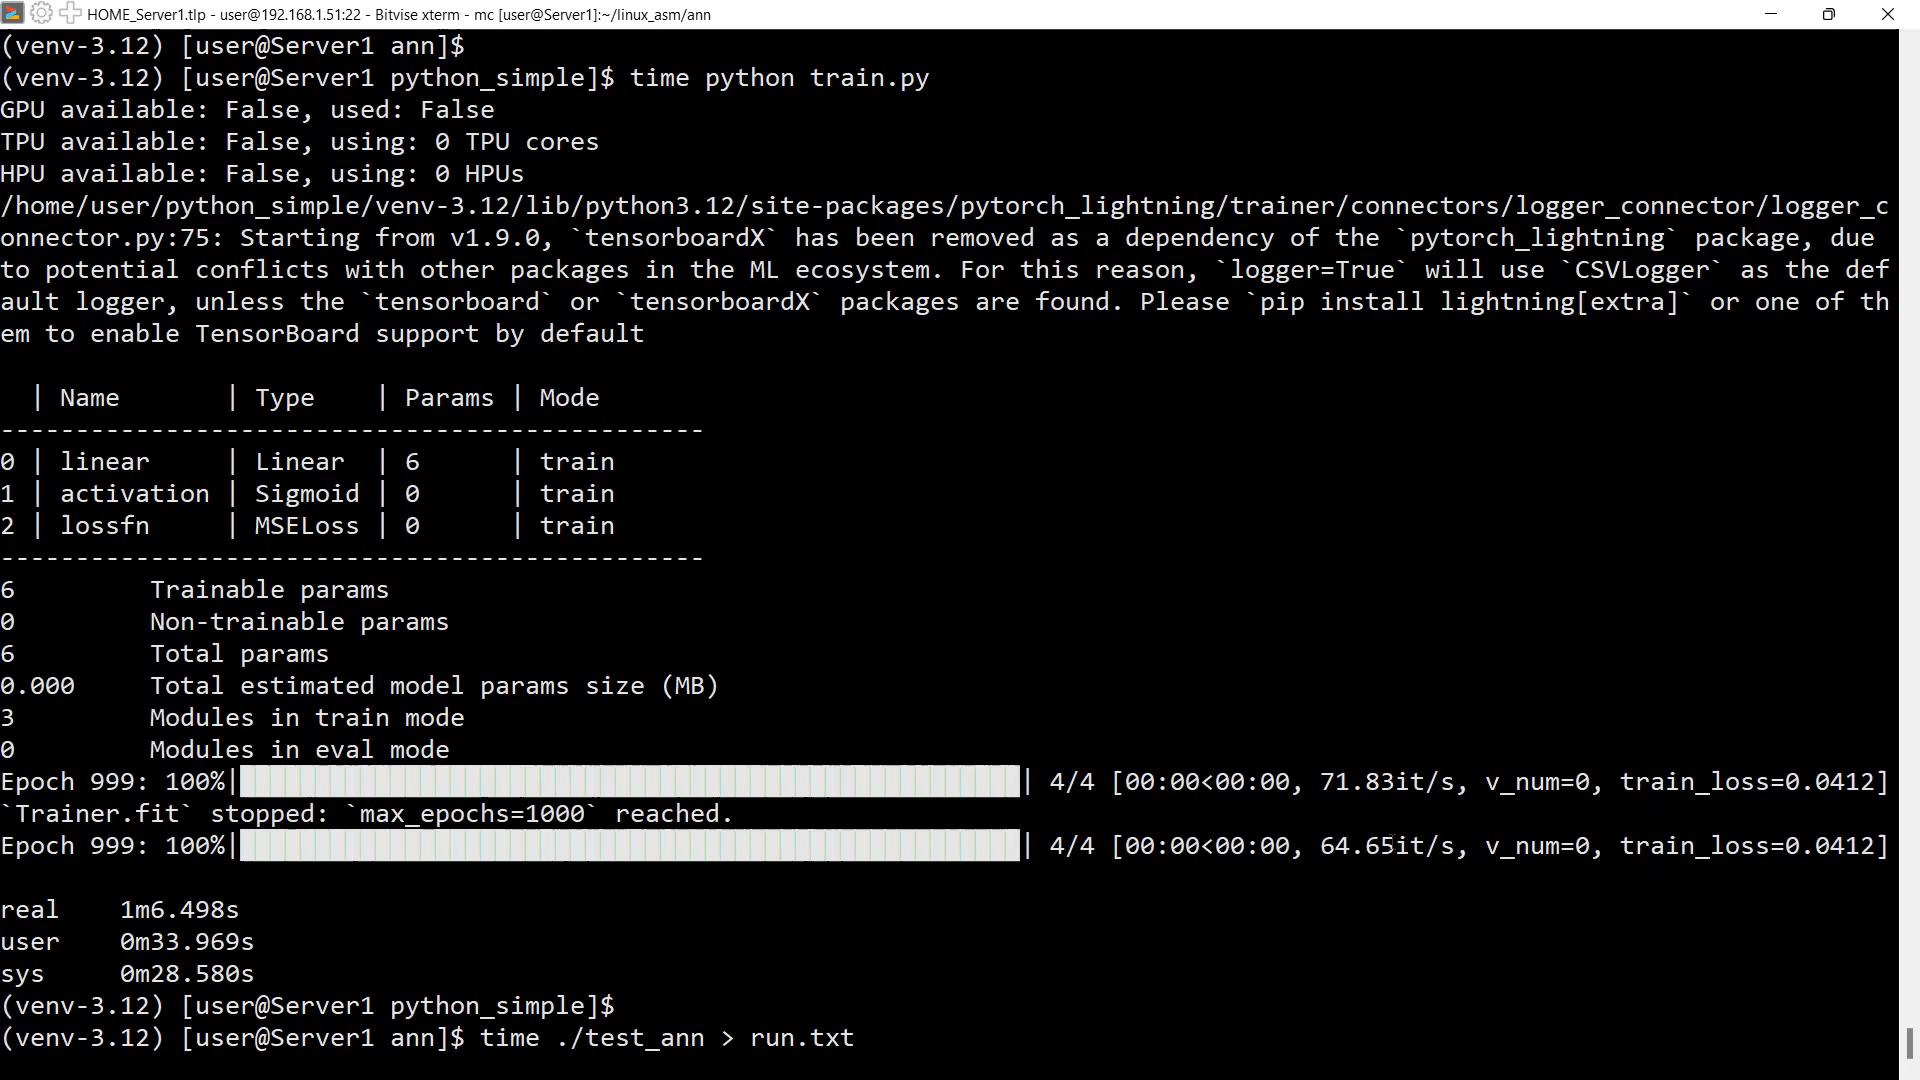 HOME_Server1.tlp - user@192.168.1.51:22 - Bitvise xterm - mc [user@Server1]:~/linux_asm/ann
(venv-3.12) [user@Server1 ann]$
(venv-3.12) [user@Server1 python_simple]$ time python train.py
GPU available: False, used: False
TPU available: False, using: 0 TPU cores
HPU available: False, using: 0 HPUs
/home/user/python_simple/venv-3.12/lib/python3.12/site-packages/pytorch_lightning/trainer/connectors/logger_connector/logger_c
onnector.py:75: Starting from v1.9.0, `tensorboardX` has been removed as a dependency of the `pytorch_lightning` package, due
to potential conflicts with other packages in the ML ecosystem. For this reason, `logger=True` will use `CSVLogger` as the def
ault logger, unless the `tensorboard` or `tensorboardX` packages are found. Please `pip install lightning[extra]` or one of th
em to enable TensorBoard support by default
  | Name       | Type    | Params | Mode
-----------------------------------------------
0 | linear     | Linear  | 6      | train
1 | activation | Sigmoid | 0      | train
2 | lossfn     | MSELoss | 0      | train
-----------------------------------------------
6         Trainable params
0         Non-trainable params
6         Total params
0.000     Total estimated model params size (MB)
3         Modules in train mode
0         Modules in eval mode
Epoch 999: 100%|                    | 4/4 [00:00<00:00, 71.83it/s, v_num=0, train_loss=0.0412]
`Trainer.fit` stopped: `max_epochs=1000` reached.
Epoch 999: 100%|                    | 4/4 [00:00<00:00, 64.65it/s, v_num=0, train_loss=0.0412]
real    1m6.498s
user    0m33.969s
sys     0m28.580s
(venv-3.12) [user@Server1 python_simple]$
(venv-3.12) [user@Server1 ann]$ time ./test_ann > run.txt